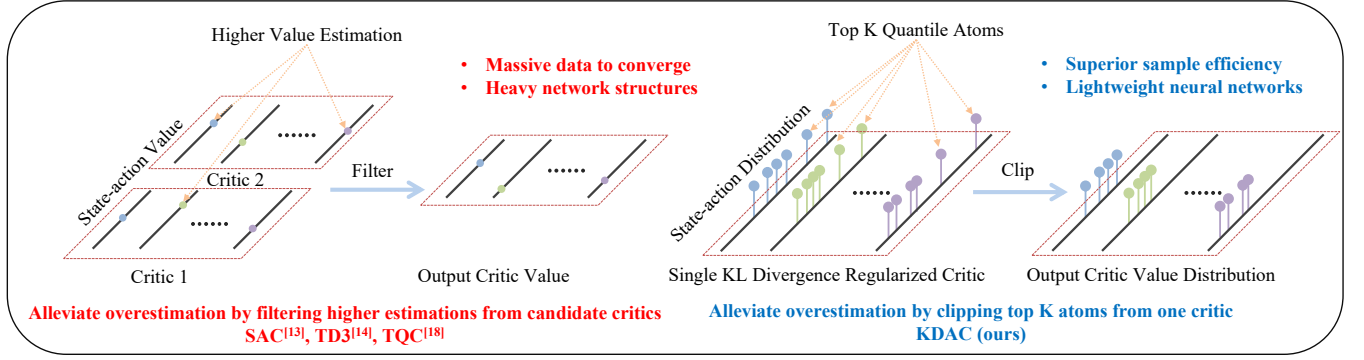 Higher Value Estimation
• Massive data to converge
• Heavy network structures
State-action Value
Critic 2
Critic 1
Filter
Output Critic Value
Alleviate overestimation by filtering higher estimations from candidate critics
SAC[13], TD3[14], TQC[18]
Top K Quantile Atoms
• Superior sample efficiency
• Lightweight neural networks
State-action Distribution
Clip
Single KL Divergence Regularized Critic
Output Critic Value Distribution
Alleviate overestimation by clipping top K atoms from one critic
KDAC (ours)